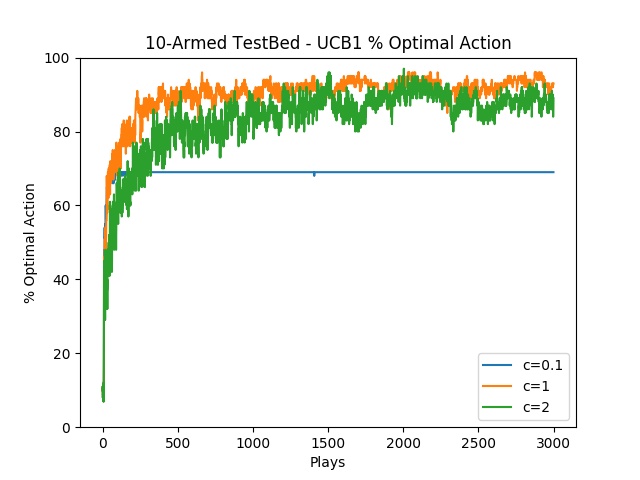 10-Armed TestBed - UCB1 % Optimal Action
% Optimal Action
100
80
60
40
20
0
0 500 1000 1500 2000 2500 3000
Plays
c=0.1
c=1
c=2